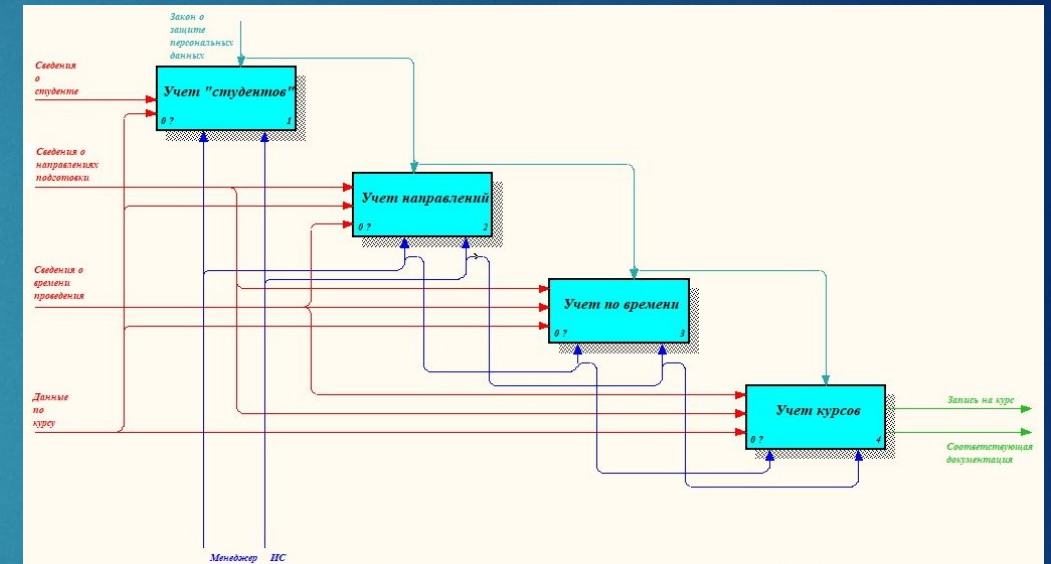 Закон о
защите
персональных
данных
Сведения
о
студенте
Учет "студентов"
0 ?
1
Сведения о
направлениях
подготовки
Учет направлений
0 ?
2
Сведения о
времени
проведения
Учет по времени
0 ?
3
Данные
по
курсу
Учет курсов
0 ?
4
Запись на курс
Соответствующая
документация
Менеджер
ИС